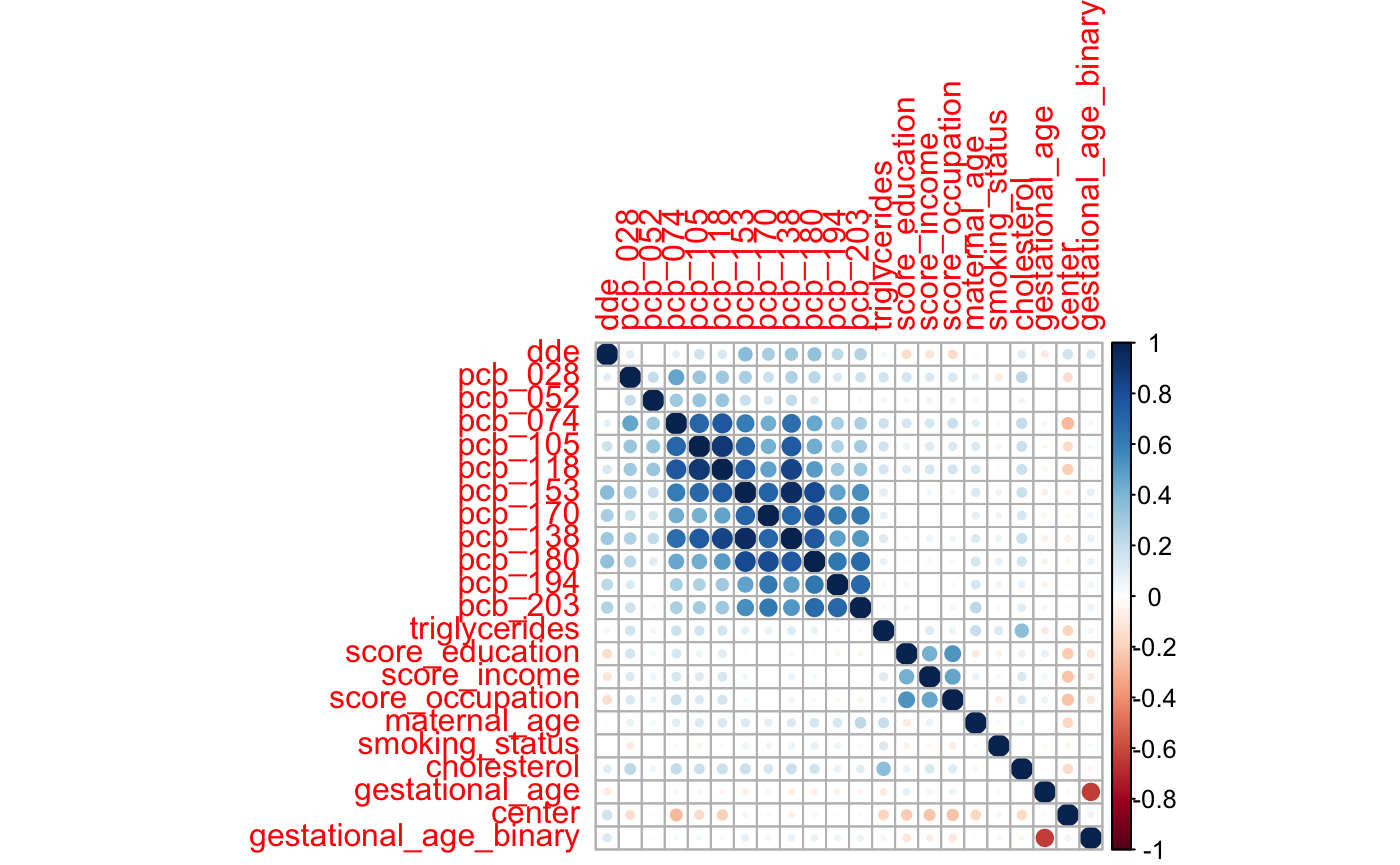 dde
pcb_028
pcb_052
pcb_074
pcb_105
pcb_118
pcb_153
pcb_170
pcb_138
pcb_180
pcb_194
pcb_203
triglycerides
score_education
score_income
score_occupation
maternal_age
smoking_status
cholesterol
gestational_age
center
gestational_age_binary
dde
pcb_028
pcb_052
pcb_074
pcb_105
pcb_118
pcb_153
pcb_170
pcb_138
pcb_180
pcb_194
pcb_203
triglycerides
score_education
score_income
score_occupation
maternal_age
smoking_status
cholesterol
gestational_age
center
gestational_age_binary
1
0.8
0.6
0.4
0.2
0
-0.2
-0.4
-0.6
-0.8
-1